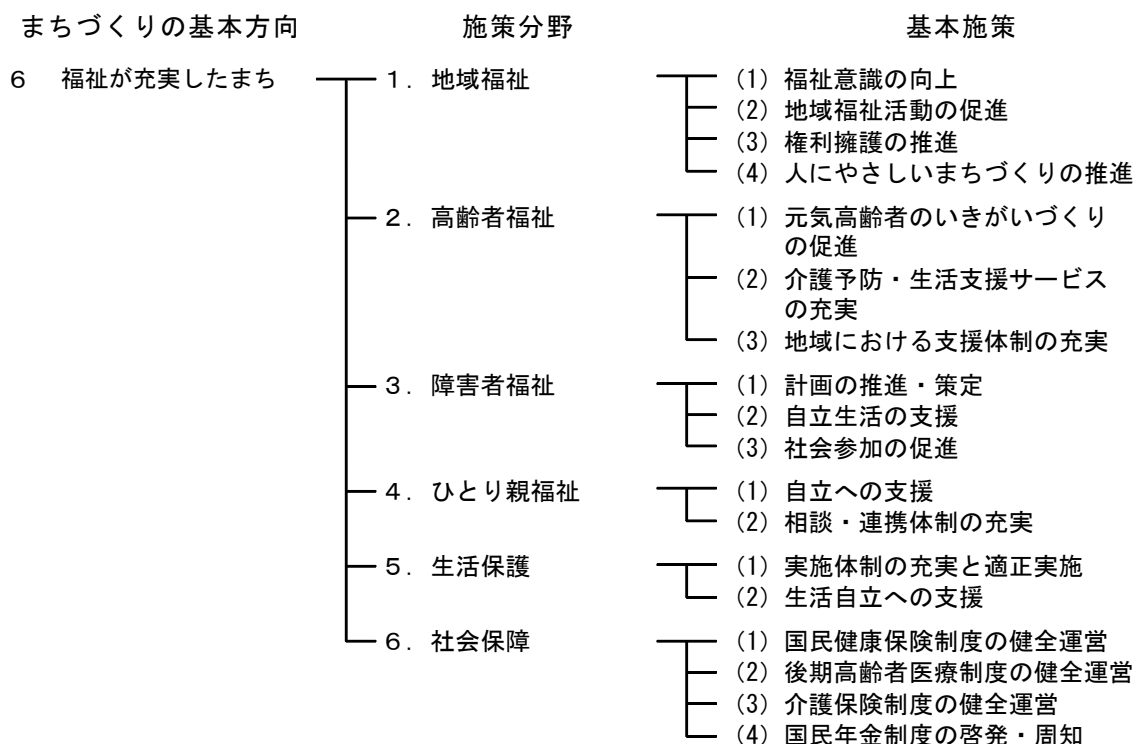 まちづくりの基本方向 施策分野 基本施策
6 福祉が充実したまち 1. 地域福祉 (1) 福祉意識の向上
(2) 地域福祉活動の促進
(3) 権利擁護の推進
(4) 人にやさしいまちづくりの推進
2. 高齢者福祉 (1) 元気高齢者のいきがいづくり
の促進
(2) 介護予防・生活支援サービス
の充実
(3) 地域における支援体制の充実
3. 障害者福祉 (1) 計画の推進・策定
(2) 自立生活の支援
(3) 社会参加の促進
4. ひとり親福祉 (1) 自立への支援
(2) 相談・連携体制の充実
5. 生活保護 (1) 実施体制の充実と適正実施
(2) 生活自立への支援
6. 社会保障 (1) 国民健康保険制度の健全運営
(2) 後期高齢者医療制度の健全運営
(3) 介護保険制度の健全運営
(4) 国民年金制度の啓発・周知